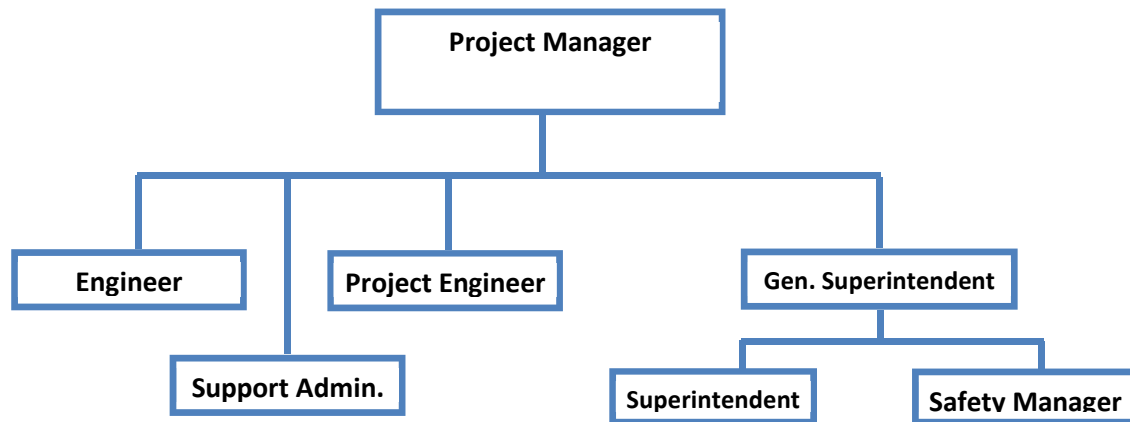 Project Manager
Engineer
Project Engineer
Gen. Superintendent
Support Admin.
Superintendent
Safety Manager